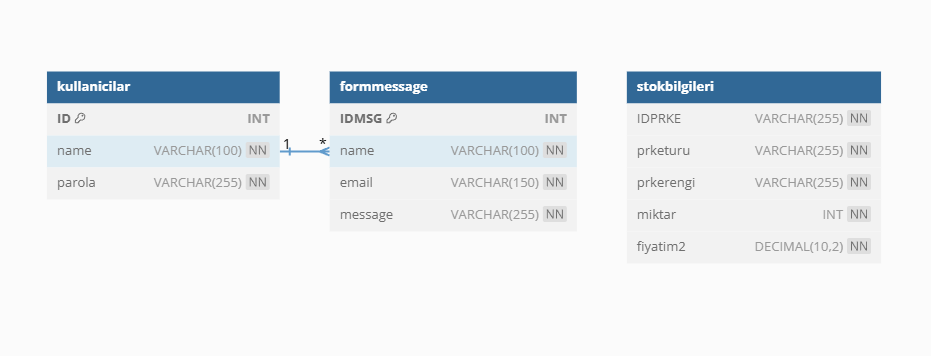 kullanicilar
ID INT
name VARCHAR(100) NN
parola VARCHAR(255) NN
1 *
formmessage
IDMSG INT
name VARCHAR(100) NN
email VARCHAR(150) NN
message VARCHAR(255) NN
stokbilgileri
IDPRKE VARCHAR(255) NN
prketuru VARCHAR(255) NN
prkerengi VARCHAR(255) NN
miktar INT NN
fiyatim2 DECIMAL(10,2) NN